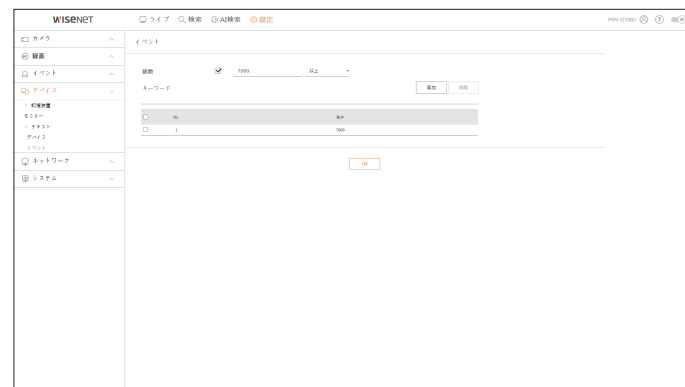 WISENET
ライブ 検索 AI検索 設定
カメラ
録画
イベント
デバイス
記憶装置
モニター
テキスト
デバイス
イベント
ネットワーク
システム
イベント
総数 7000 以上
キーワード
追加 削除
No. 条件
1 7000
OK